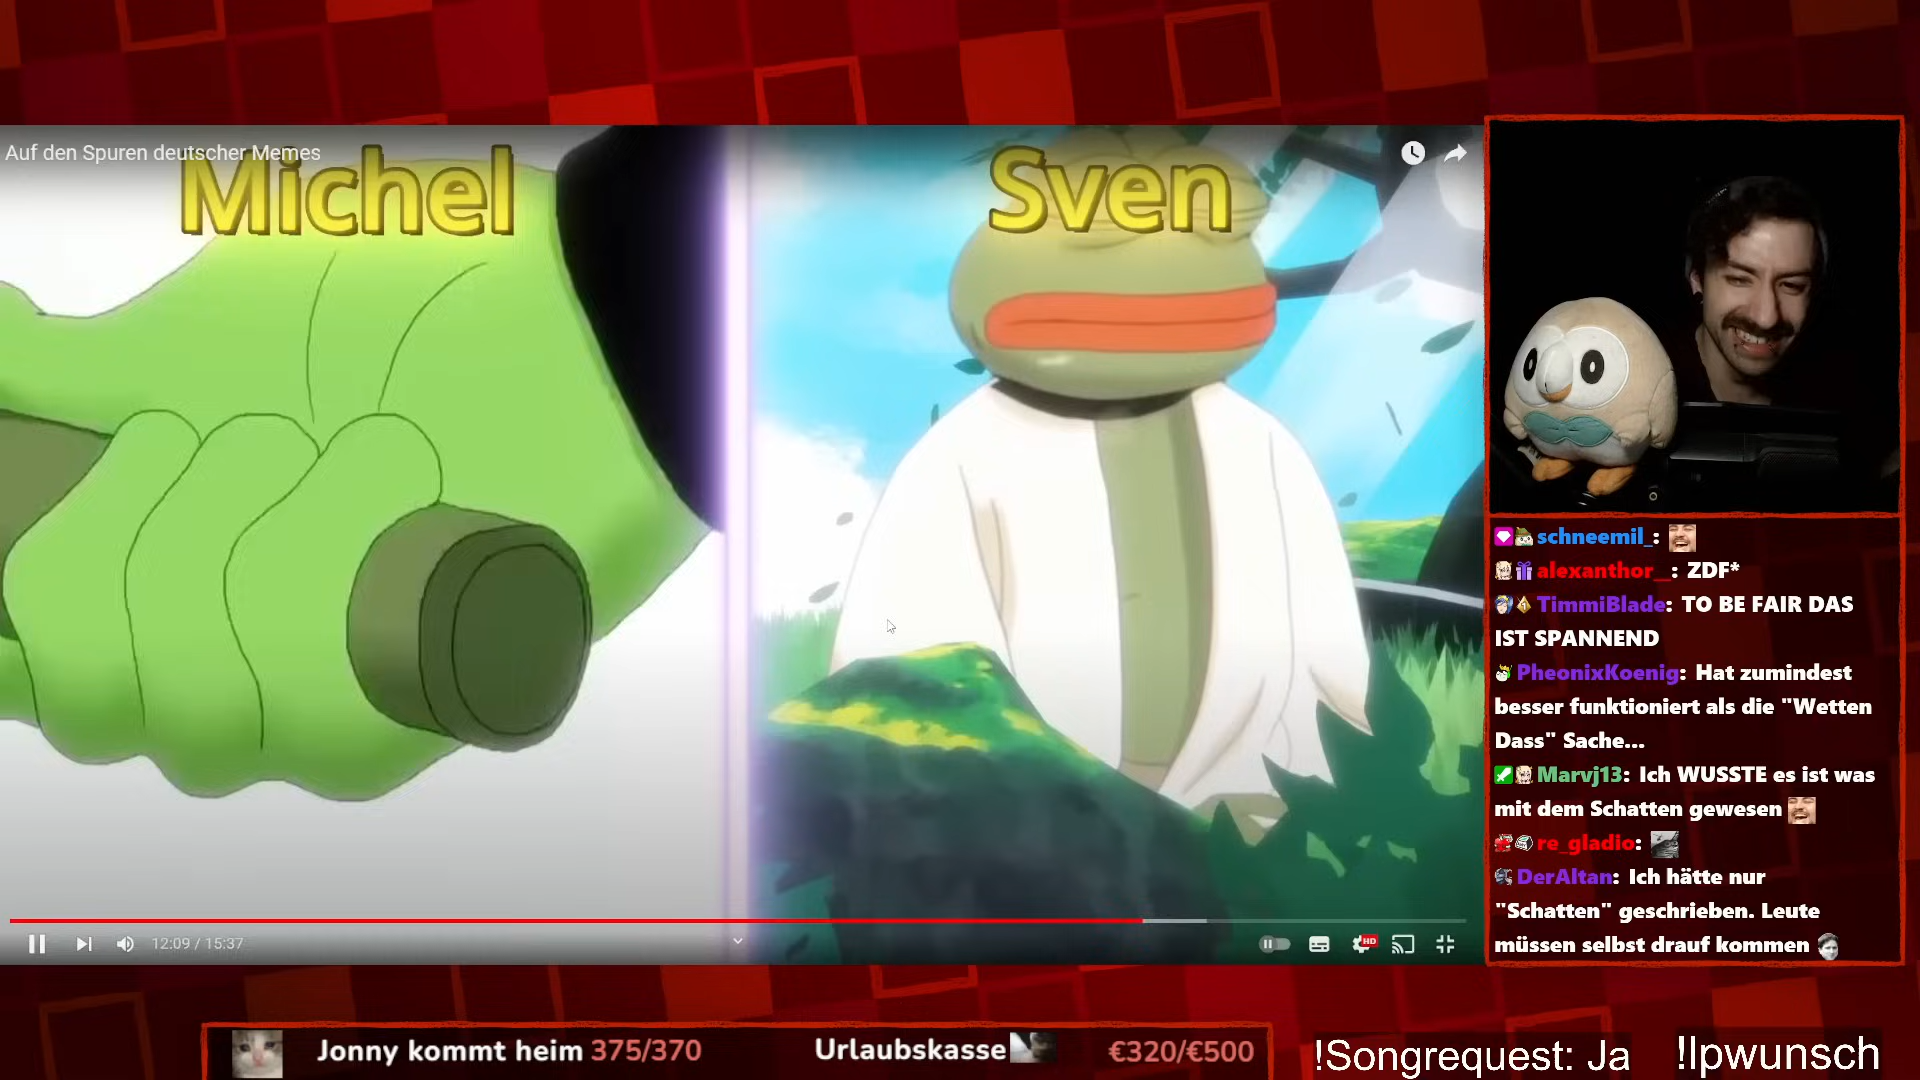 Auf den Spuren deutscher Memes
Michel
Sven
12:09 / 15:37
HD
schneemil_:
alexanthor__: ZDF*
TimmiBlade: TO BE FAIR DAS
IST SPANNEND
PheonixKoenig: Hat zumindest
besser funktioniert als die "Wetten
Dass" Sache...
Marvj13: Ich WUSSTE es ist was
mit dem Schatten gewesen
re_gladio:
DerAltan: Ich hätte nur
"Schatten" geschrieben. Leute
müssen selbst drauf kommen
Jonny kommt heim 375/370
Urlaubskasse €320/€500
!Songrequest: Ja
!lpwunsch